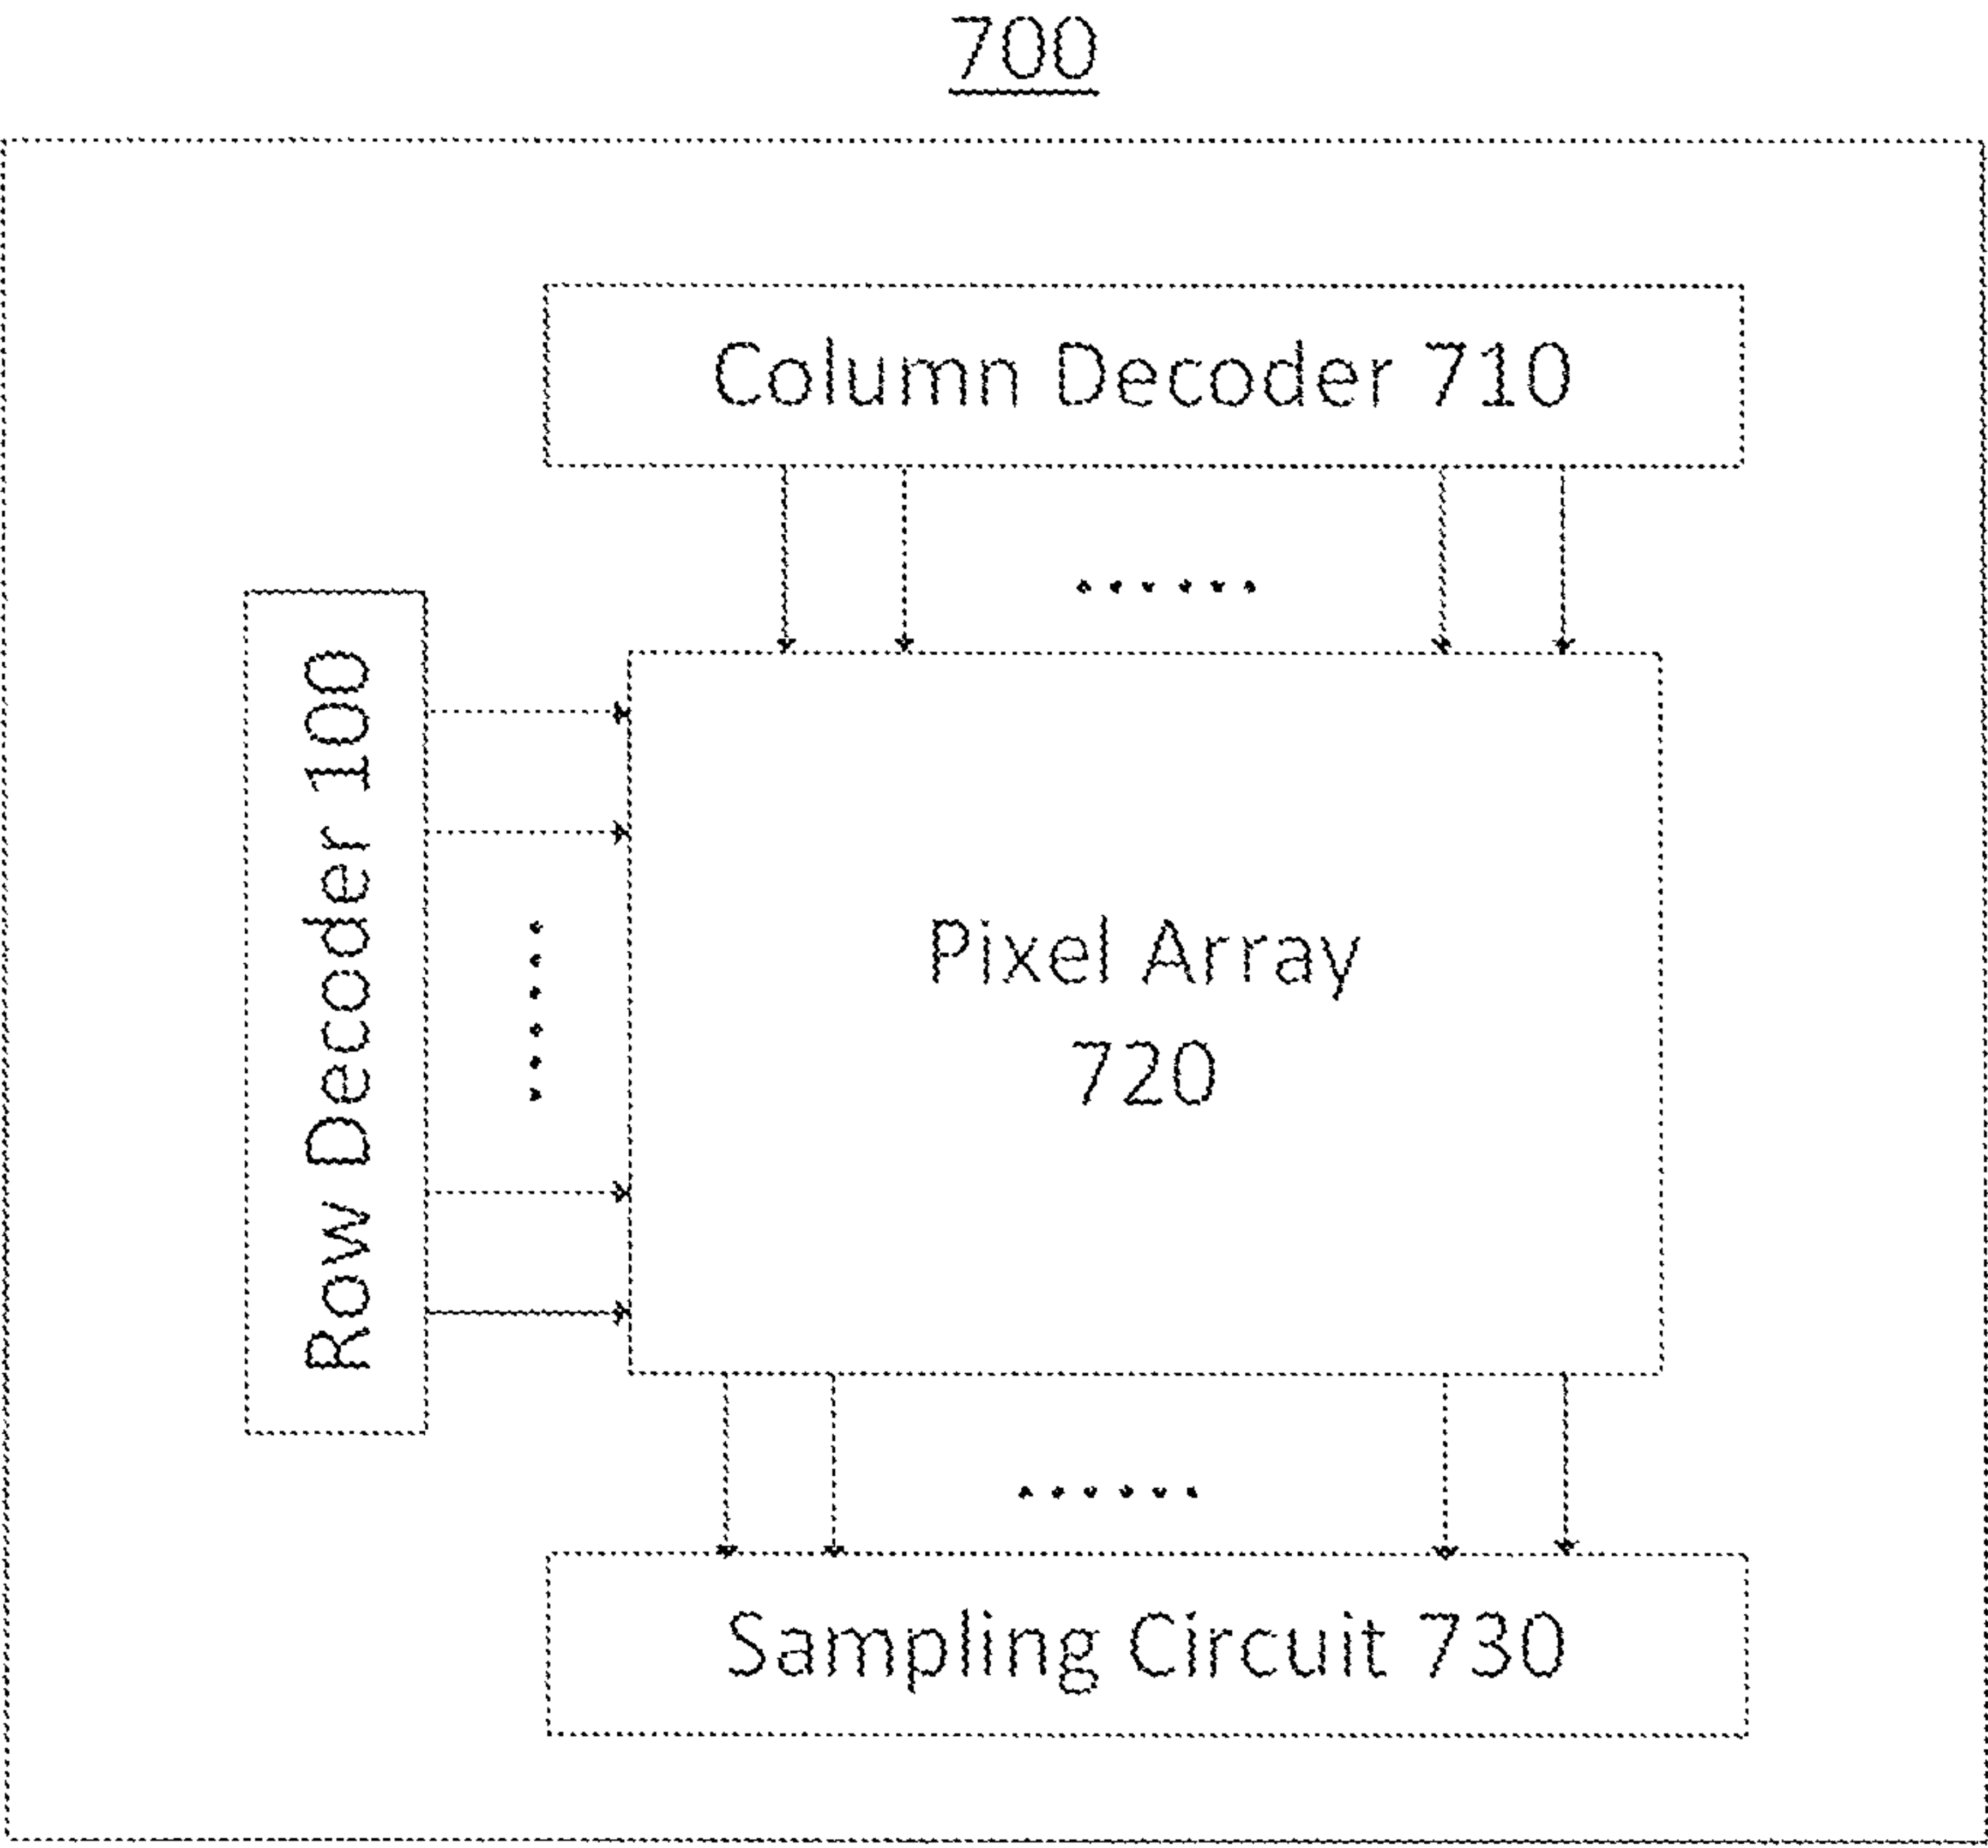 700
Column Decoder 710
Row Decoder 100
Pixel Array
720
Sampling Circuit 730